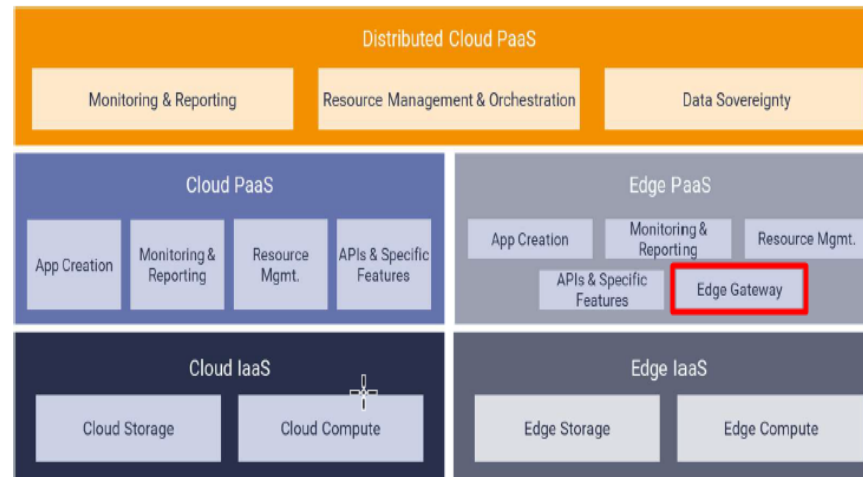 Distributed Cloud PaaS
Monitoring & Reporting
Resource Management & Orchestration
Data Sovereignty
Cloud PaaS
App Creation
Monitoring &
Reporting
Resource
Mgmt.
APIs & Specific
Features
Edge PaaS
App Creation
Monitoring &
Reporting
Resource Mgmt.
APIs & Specific
Features
Edge Gateway
Cloud IaaS
Cloud Storage
Cloud Compute
Edge IaaS
Edge Storage
Edge Compute